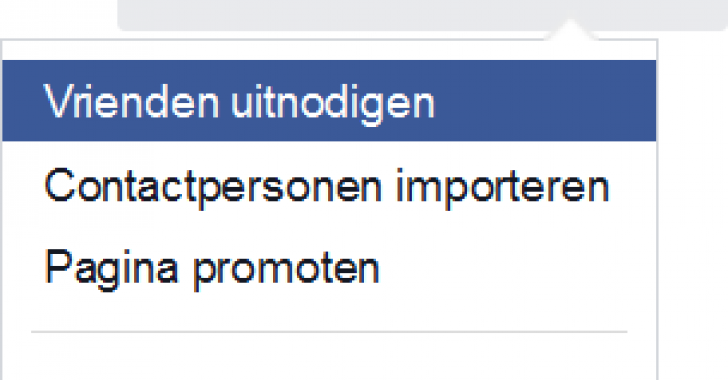 Vrienden uitnodigen
Contactpersonen importeren
Pagina promoten